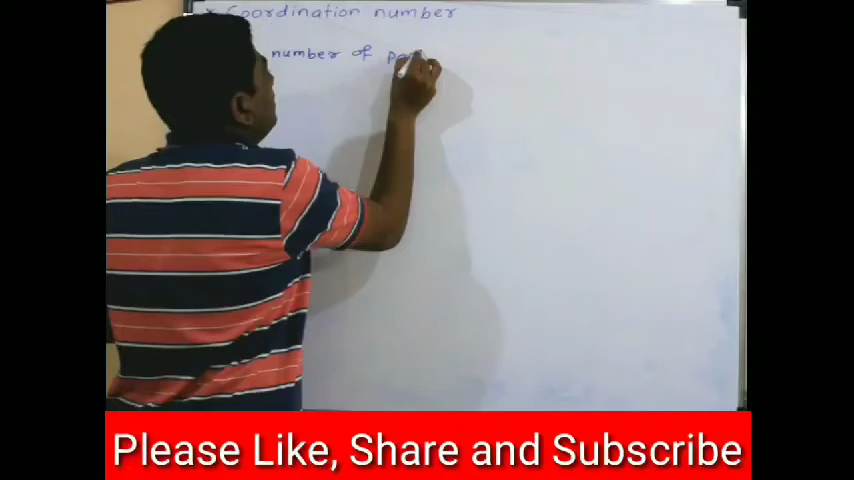 * Coordination number
number of
Please Like, Share and Subscribe